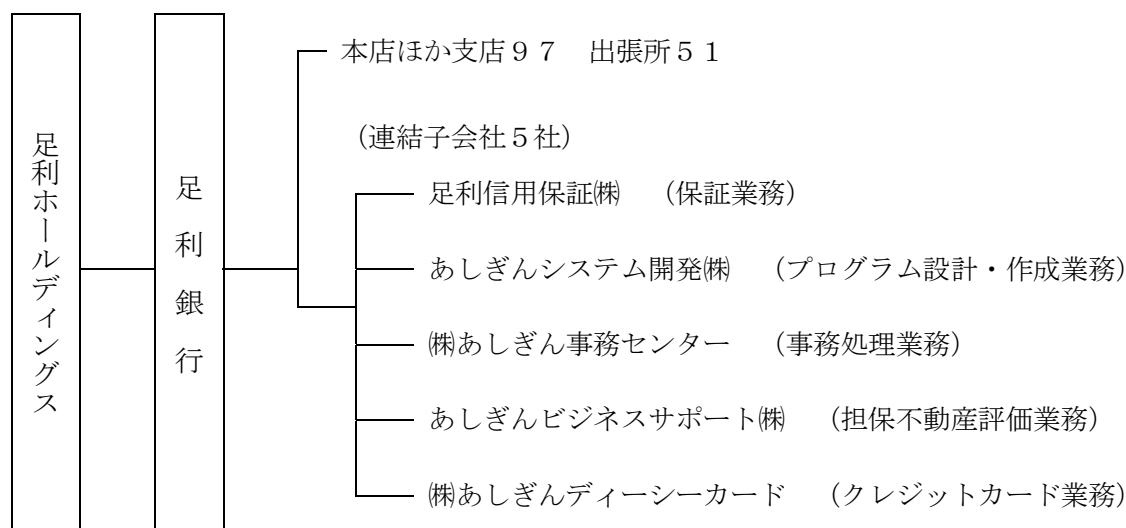 足利ホールディングス
足利銀行
本店ほか支店97 出張所51
(連結子会社5社)
足利信用保証㈱ (保証業務)
あしぎんシステム開発㈱ (プログラム設計・作成業務)
㈱あしぎん事務センター (事務処理業務)
あしぎんビジネスサポート㈱ (担保不動産評価業務)
㈱あしぎんディーシーカード (クレジットカード業務)